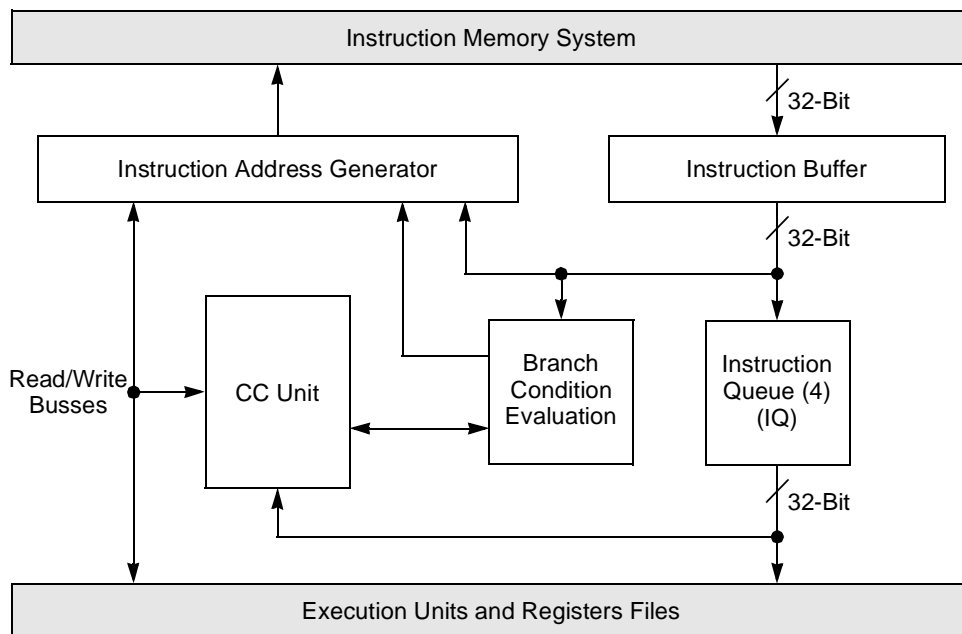 Instruction Memory System
32-Bit
Instruction Address Generator
Instruction Buffer
32-Bit
Read/Write
Busses
CC Unit
Branch
Condition
Evaluation
Instruction
Queue (4)
(IQ)
32-Bit
Execution Units and Registers Files